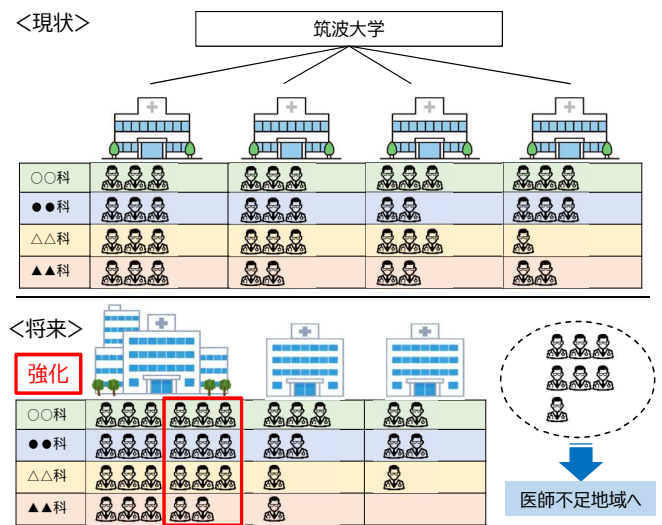 <現状>
筑波大学
○○科
●●科
△△科
▲▲科
<将来>
強化
○○科
●●科
△△科
▲▲科
医師不足地域へ